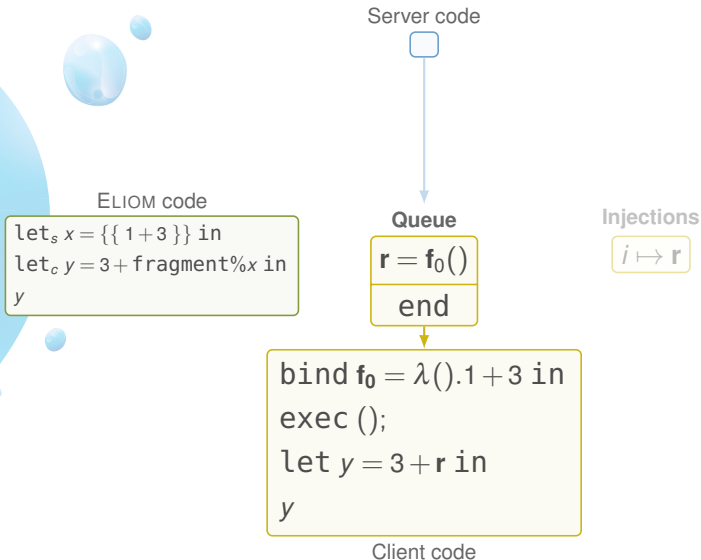 Server code
ELIOM code
let_s x = {{ 1+3 }} in
let_c y = 3+fragment%x in
y
Queue
r = f_0()
end
Injections
i ↦ r
bind f_0 = λ().1+3 in
exec ();
let y = 3+r in
y
Client code